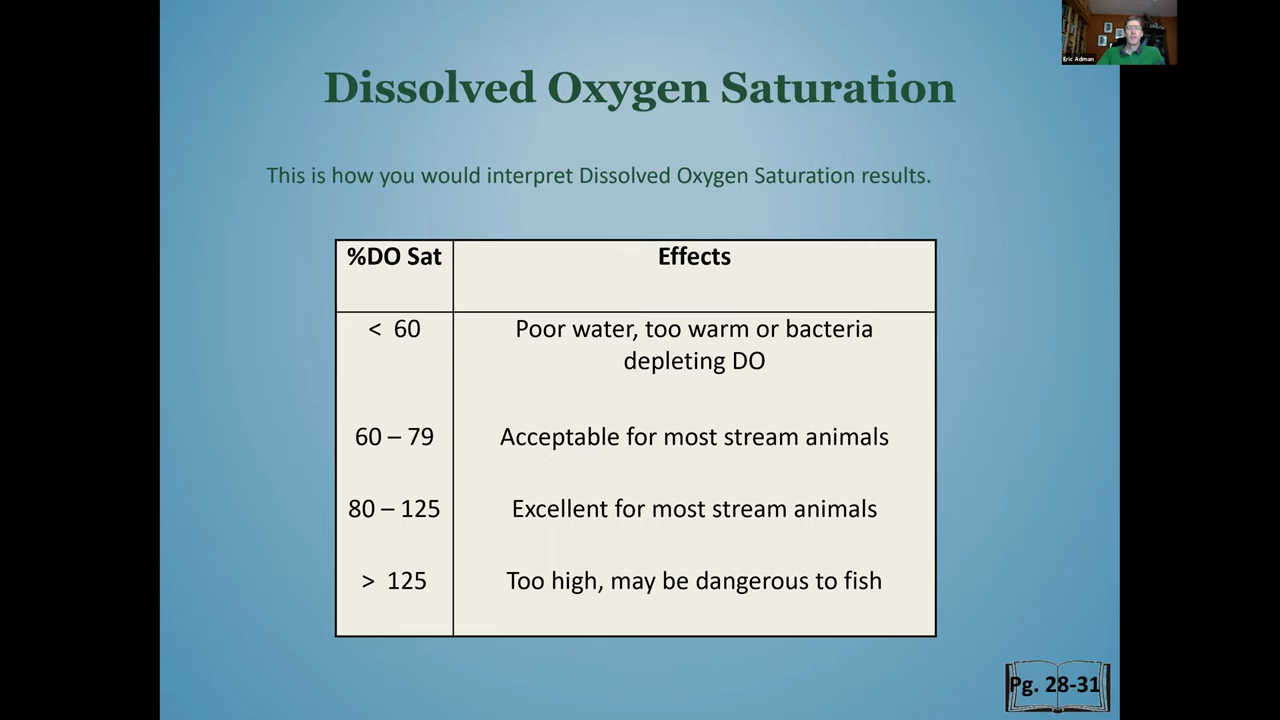 Eric Adman
Dissolved Oxygen Saturation
This is how you would interpret Dissolved Oxygen Saturation results.
%DO Sat Effects
< 60 Poor water, too warm or bacteria
depleting DO
60 – 79 Acceptable for most stream animals
80 – 125 Excellent for most stream animals
> 125 Too high, may be dangerous to fish
Pg. 28-31